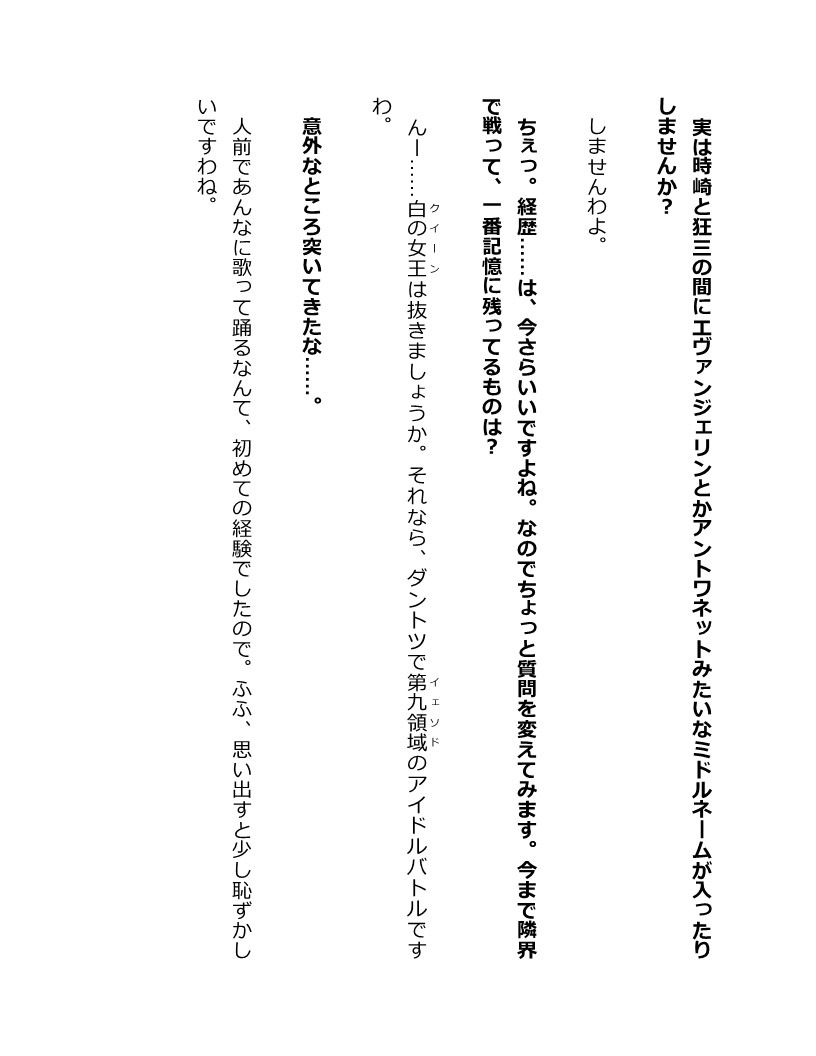 実は時崎と狂三の間にエヴァンジェリンとかアントワネットみたいなミドルネームが入ったり
しませんか？
しませんわよ。
ちぇっ。経歴……は、今さらいいですよね。なのでちょっと質問を変えてみます。今まで隣界
で戦って、一番記憶に残ってるものは？
クイーン
んー……白の女王は抜きましょうか。それなら、ダントツで第九領域のアイドルバトルです
イェソド
わ。
意外なところ突いてきたな……。
人前であんなに歌って踊るなんて、初めての経験でしたので。ふふ、思い出すと少し恥ずかし
いですわね。